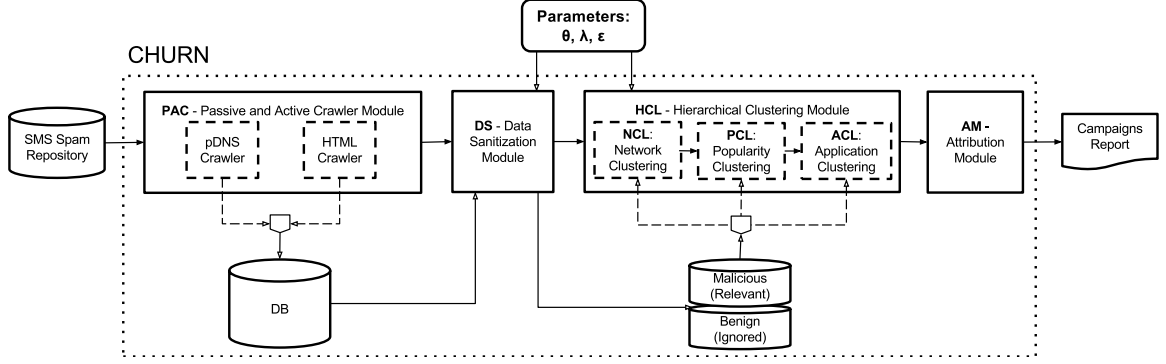 Parameters:
θ, λ, ε
CHURN
SMS Spam
Repository
PAC - Passive and Active Crawler Module
pDNS
Crawler
HTML
Crawler
DS - Data
Sanitization
Module
HCL - Hierarchical Clustering Module
NCL:
Network
Clustering
PCL:
Popularity
Clustering
ACL:
Application
Clustering
AM -
Attribution
Module
Campaigns
Report
DB
Malicious
(Relevant)
Benign
(Ignored)